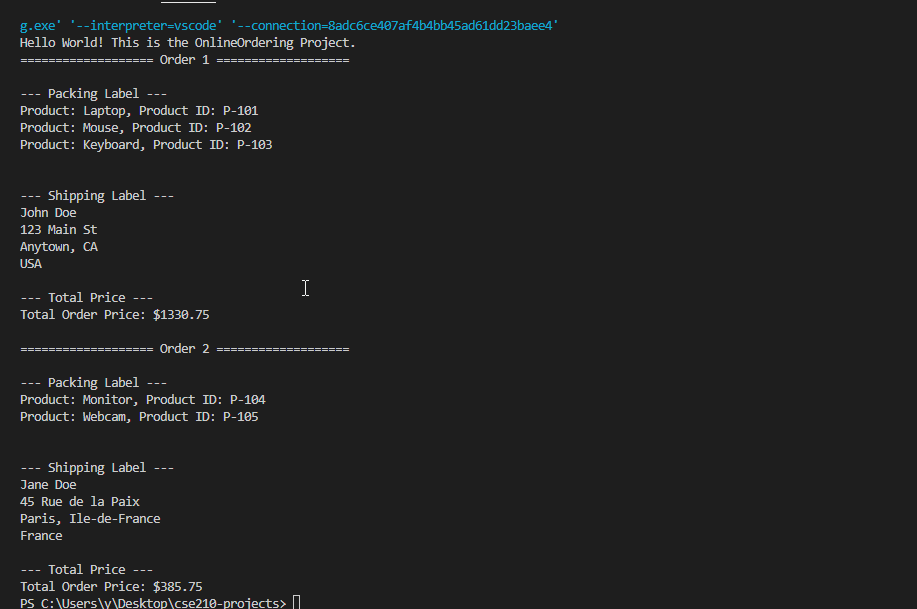 g.exe' '--interpreter=vscode' '--connection=8adc6ce407af4b4bb45ad61dd23baee4'
Hello World! This is the OnlineOrdering Project.
=================== Order 1 ===================
--- Packing Label ---
Product: Laptop, Product ID: P-101
Product: Mouse, Product ID: P-102
Product: Keyboard, Product ID: P-103
--- Shipping Label ---
John Doe
123 Main St
Anytown, CA
USA
--- Total Price ---
Total Order Price: $1330.75
=================== Order 2 ===================
--- Packing Label ---
Product: Monitor, Product ID: P-104
Product: Webcam, Product ID: P-105
--- Shipping Label ---
Jane Doe
45 Rue de la Paix
Paris, Ile-de-France
France
--- Total Price ---
Total Order Price: $385.75
PS C:\Users\y\Desktop\cse210-projects>